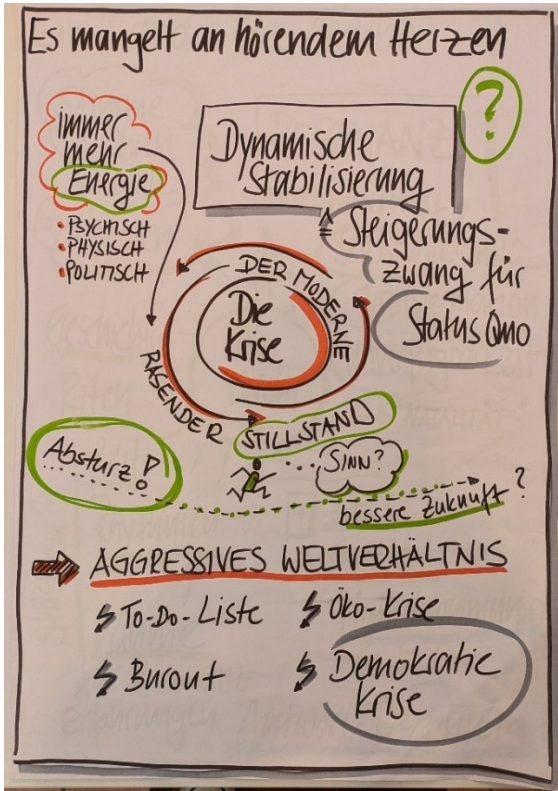 Es mangelt an hörendem Herzen
?
immer
mehr
Energie
• PSYCHISCH
• PHYSISCH
• POLITISCH
Dynamische
Stabilisierung
≙ Steigerungs-
zwang für
Status Quo
DER MODERNE
Die
Krise
RASENDER STILLSTAND
Absturz!
... SINN?
bessere Zukunft?
AGGRESSIVES WELTVERHÄLTNIS
To-Do-Liste
Öko-Krise
Burout
Demokratie
Krise